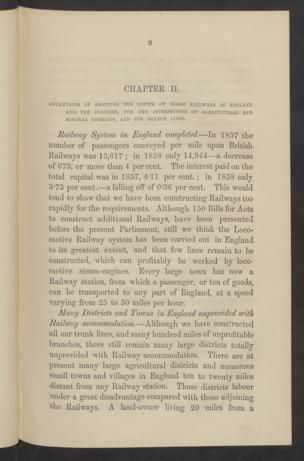 9
CHAPTER II.
ADVANTAGES OF ADOPTING THE SYSTEM OF HORSE RAILWAYS IN ENGLAND
AND THE COLONIES, FOR THE INTERSECTION OF AGRICULTURAL AND
MINERAL DISTRICTS, AND FOR BRANCH LINES.
Railway System in England completed.—In 1857 the
number of passengers conveyed per mile upon British
Railways was 15,617 ; in 1858 only 14,944—a decrease
of 673, or more than 4 per cent. The interest paid on the
total capital was in 1857, 4·11 per cent. ; in 1858 only
3·75 per cent.—a falling off of 0·36 per cent. This would
tend to show that we have been constructing Railways too
rapidly for the requirements. Although 150 Bills for Acts
to construct additional Railways, have been presented
before the present Parliament, still we think the Loco-
motive Railway system has been carried out in England
to its greatest extent, and that few lines remain to be
constructed, which can profitably be worked by loco-
motive steam-engines. Every large town has now a
Railway station, from which a passenger, or ton of goods,
can be transported to any part of England, at a speed
varying from 25 to 50 miles per hour.
Many Districts and Towns in England unprovided with
Railway accommodation.—Although we have constructed
all our trunk lines, and many hundred miles of unprofitable
branches, there still remain many large districts totally
unprovided with Railway accommodation. There are at
present many large agricultural districts and numerous
small towns and villages in England ten to twenty miles
distant from any Railway station. These districts labour
under a great disadvantage compared with those adjoining
the Railways. A land-owner living 20 miles from a